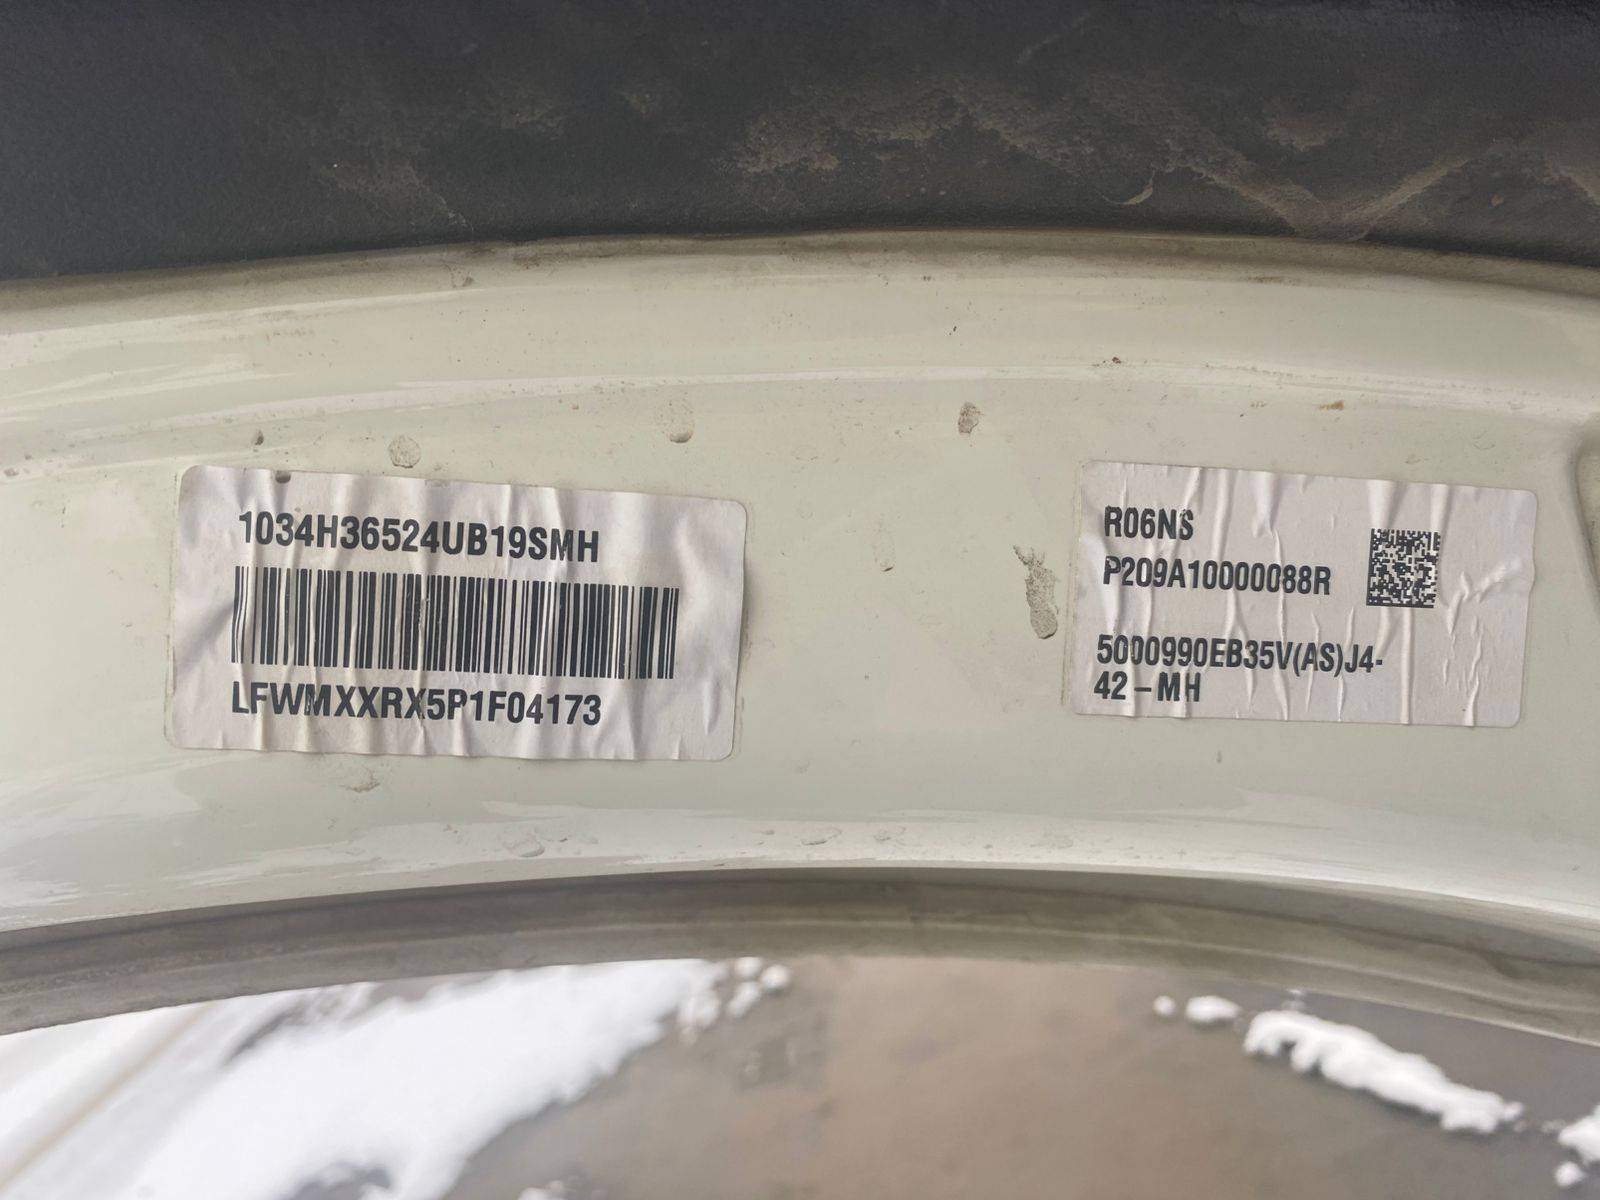 1034H36524UB19SMH
LFWMXXRX5P1F04173
R06NS
P209A10000088R
5000990EB35V(AS)J4-
42-MH